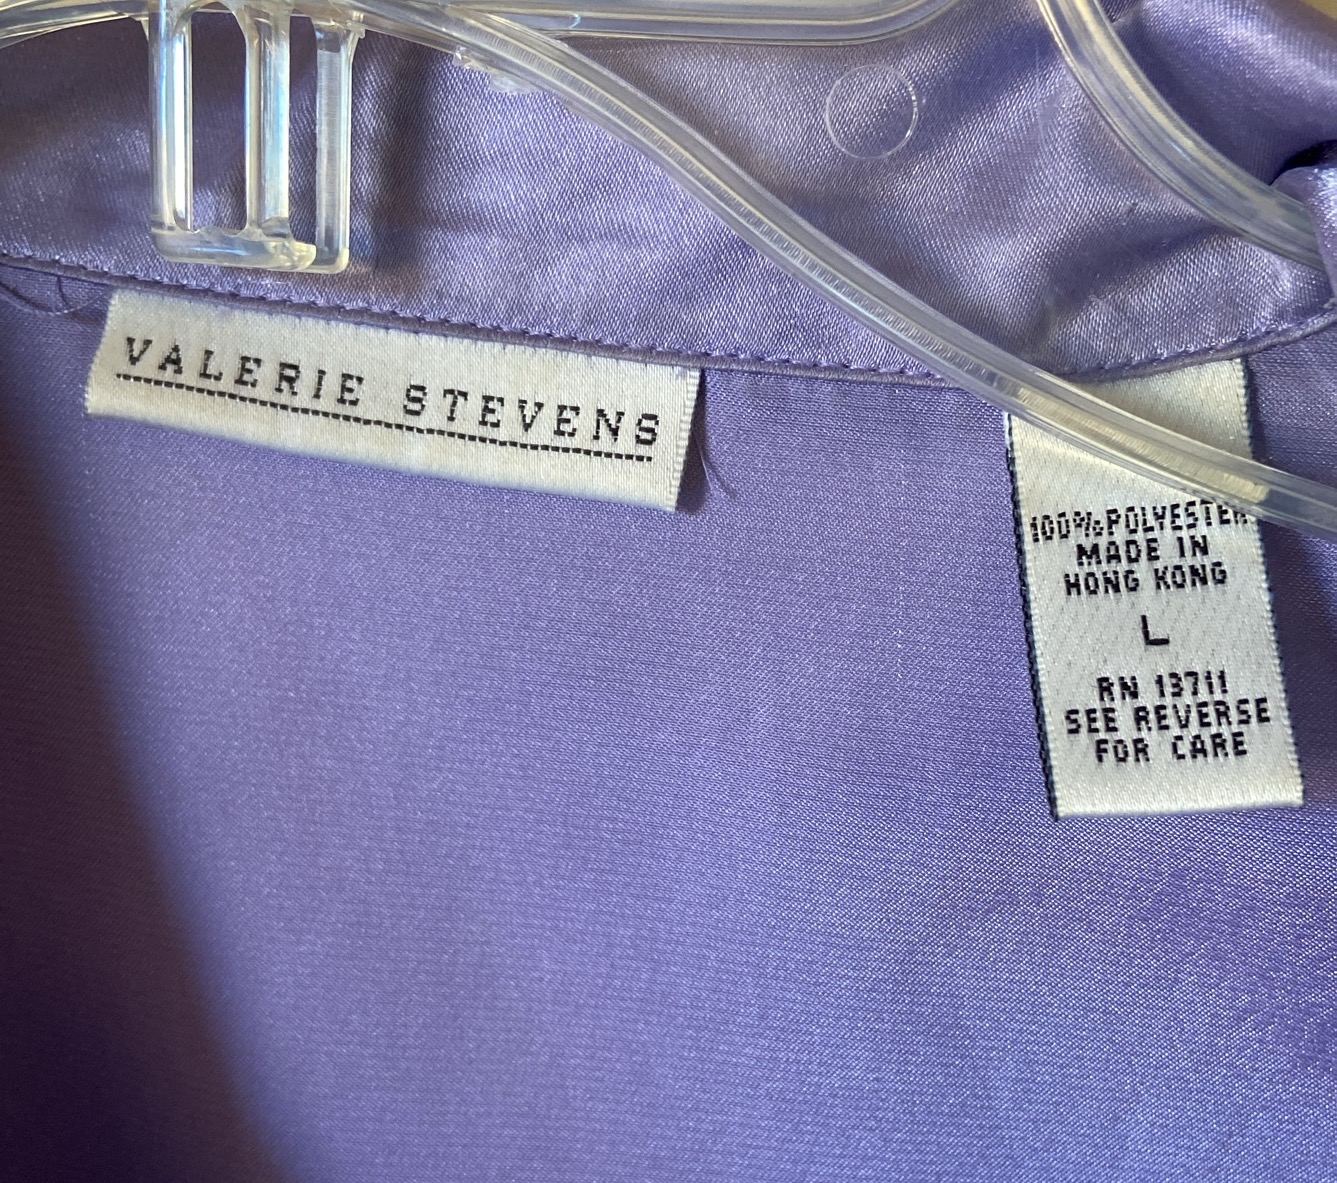 VALERIE STEVENS
100% POLYESTER
MADE IN
HONG KONG
L
RN 13711
SEE REVERSE
FOR CARE